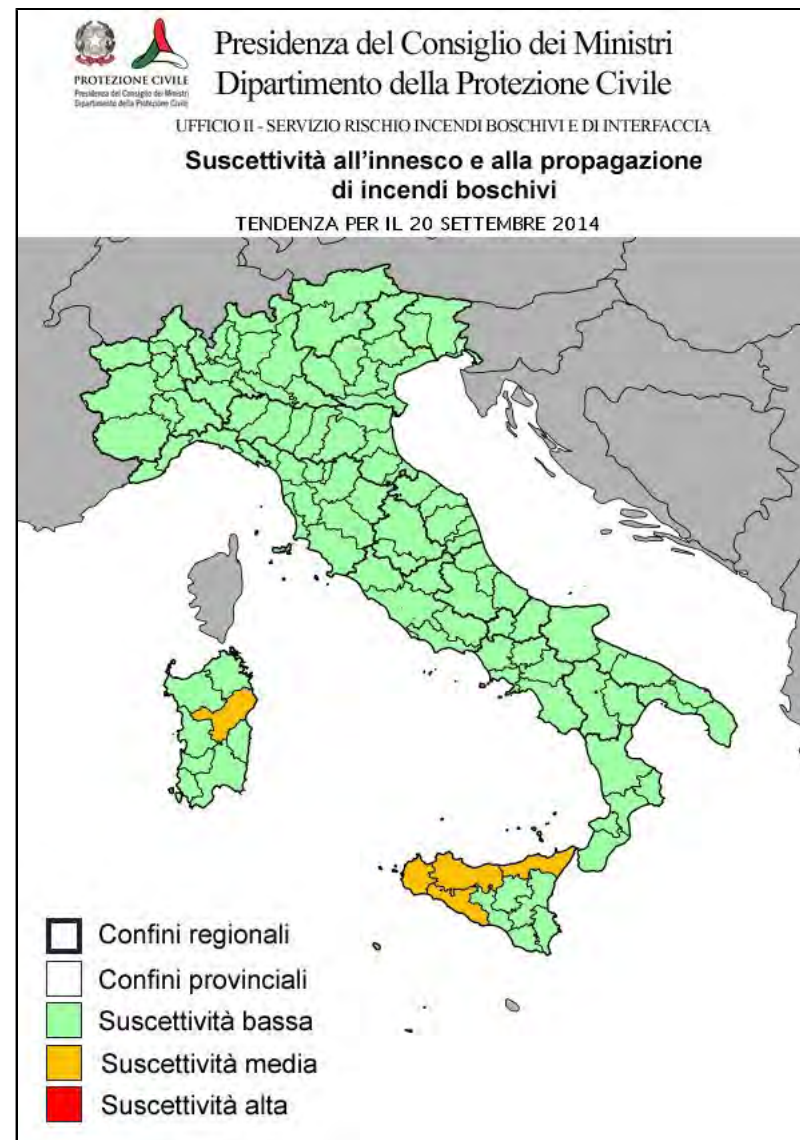 Presidenza del Consiglio dei Ministri
Dipartimento della Protezione Civile
PROTEZIONE CIVILE
Presidenza del Consiglio dei Ministri
Dipartimento della Protezione Civile
UFFICIO II - SERVIZIO RISCHIO INCENDI BOSCHIVI E DI INTERFACCIA
Suscettività all'innesco e alla propagazione
di incendi boschivi
TENDENZA PER IL 20 SETTEMBRE 2014
Confini regionali
Confini provinciali
Suscettività bassa
Suscettività media
Suscettività alta